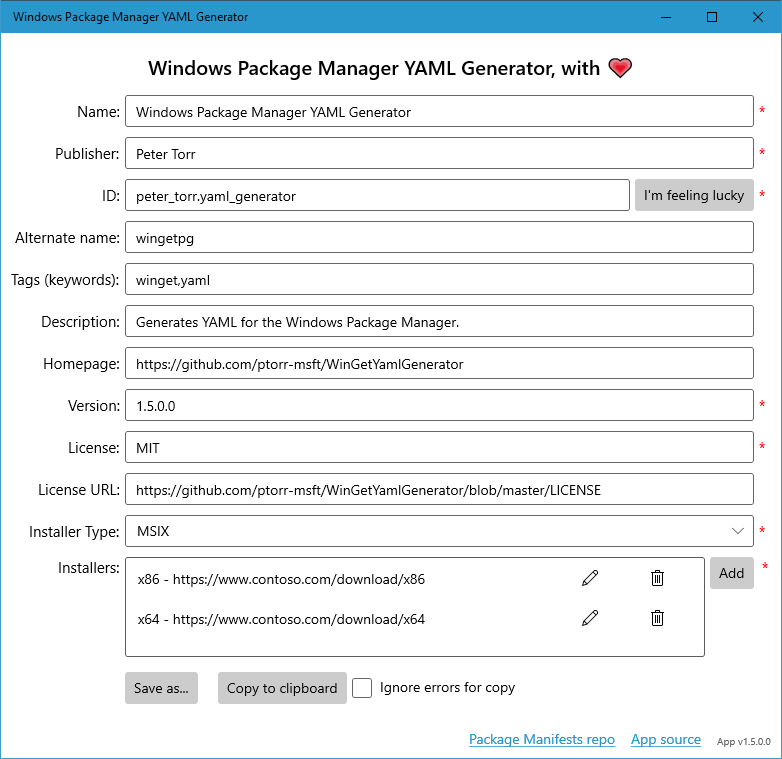 Windows Package Manager YAML Generator
Windows Package Manager YAML Generator, with
Name: Windows Package Manager YAML Generator *
Publisher: Peter Torr *
ID: peter_torr.yaml_generator I'm feeling lucky *
Alternate name: wingetpg
Tags (keywords): winget,yaml
Description: Generates YAML for the Windows Package Manager.
Homepage: https://github.com/ptorr-msft/WinGetYamlGenerator
Version: 1.5.0.0 *
License: MIT *
License URL: https://github.com/ptorr-msft/WinGetYamlGenerator/blob/master/LICENSE
Installer Type: MSIX *
Installers: x86 - https://www.contoso.com/download/x86 Add *
x64 - https://www.contoso.com/download/x64
Save as... Copy to clipboard Ignore errors for copy
Package Manifests repo App source App v1.5.0.0